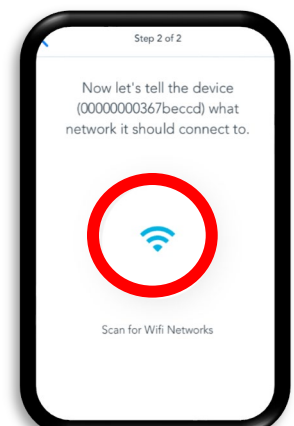 Step 2 of 2
Now let's tell the device
(00000000367beccd) what
network it should connect to.
Scan for Wifi Networks